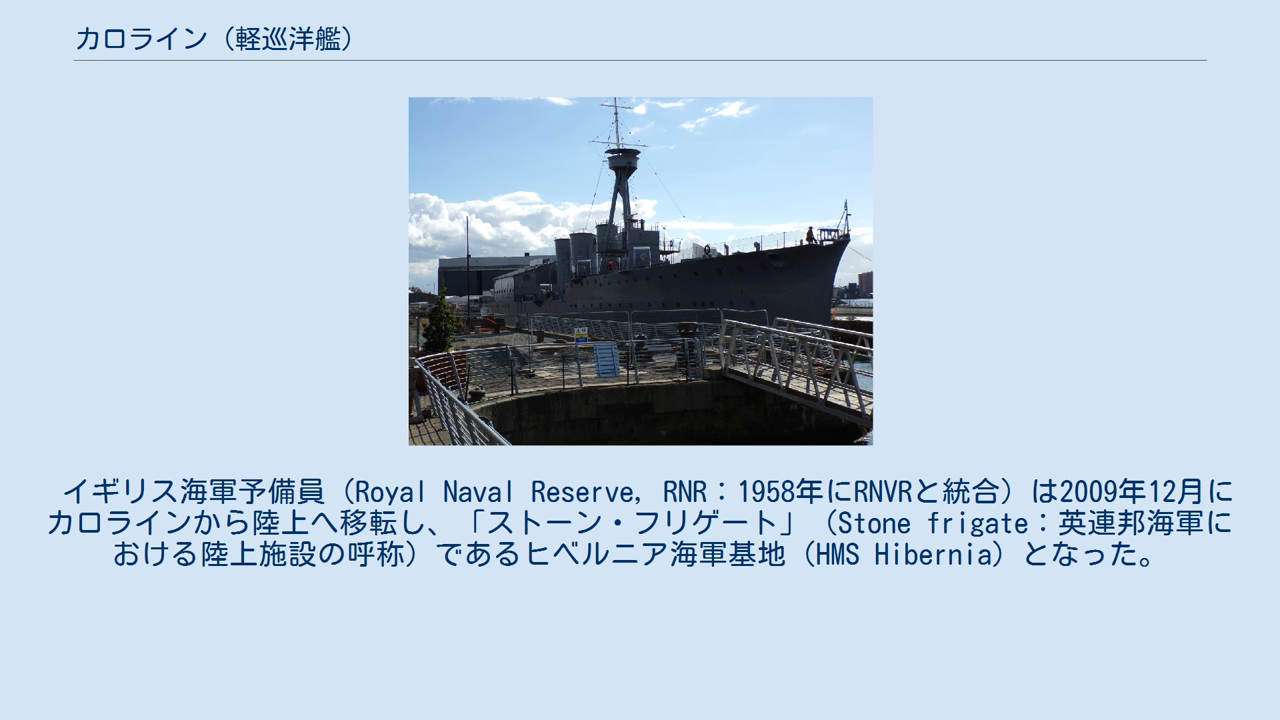 カロライン（軽巡洋艦）
イギリス海軍予備員（Royal Naval Reserve, RNR：1958年にRNVRと統合）は2009年12月に
カロラインから陸上へ移転し、「ストーン・フリゲート」（Stone frigate：英連邦海軍に
おける陸上施設の呼称）であるヒベルニア海軍基地（HMS Hibernia）となった。